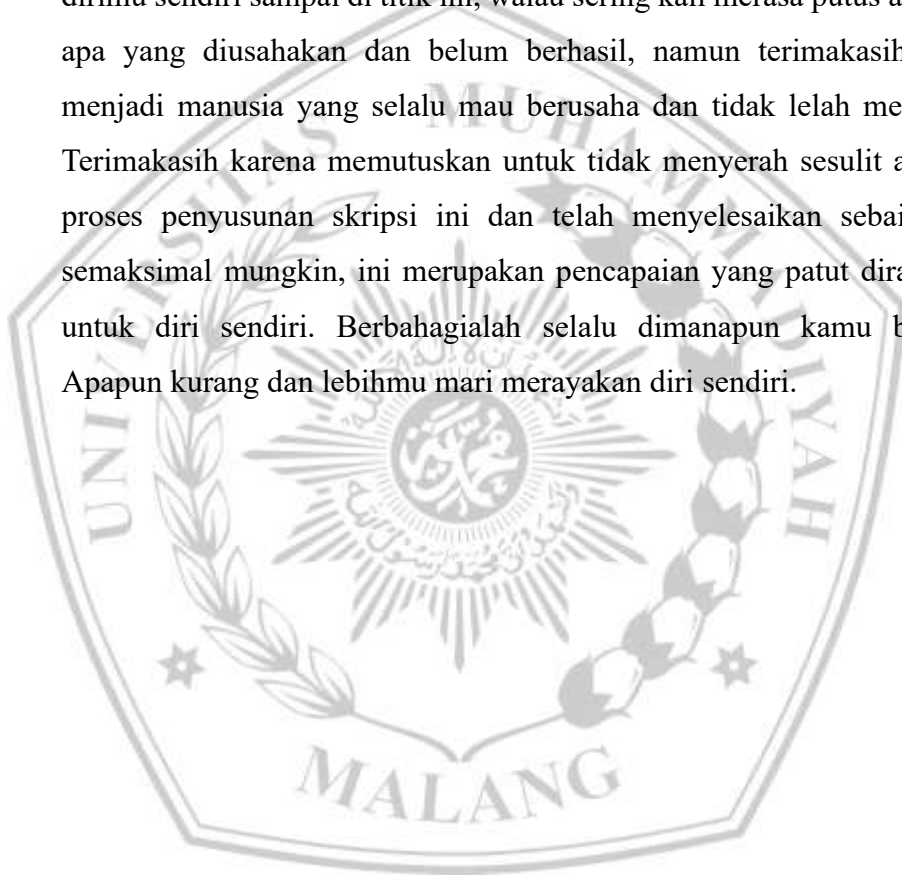 dirimu sendiri sampai di titik ini, walau sering kali merasa putus a
apa yang diusahakan dan belum berhasil, namun terimakasih
menjadi manusia yang selalu mau berusaha dan tidak lelah me
Terimakasih karena memutuskan untuk tidak menyerah sesulit a
proses penyusunan skripsi ini dan telah menyelesaikan sebai
semaksimal mungkin, ini merupakan pencapaian yang patut dira
untuk diri sendiri. Berbahagialah selalu dimanapun kamu b
Apapun kurang dan lebihmu mari merayakan diri sendiri.
UNIVERSITAS MUHAMMADIYAH
MALANG